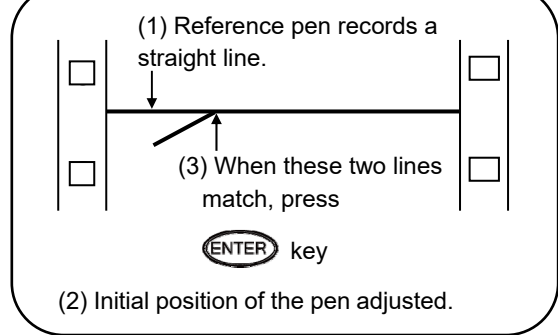 (1) Reference pen records a
straight line.
(3) When these two lines
match, press
ENTER key
(2) Initial position of the pen adjusted.